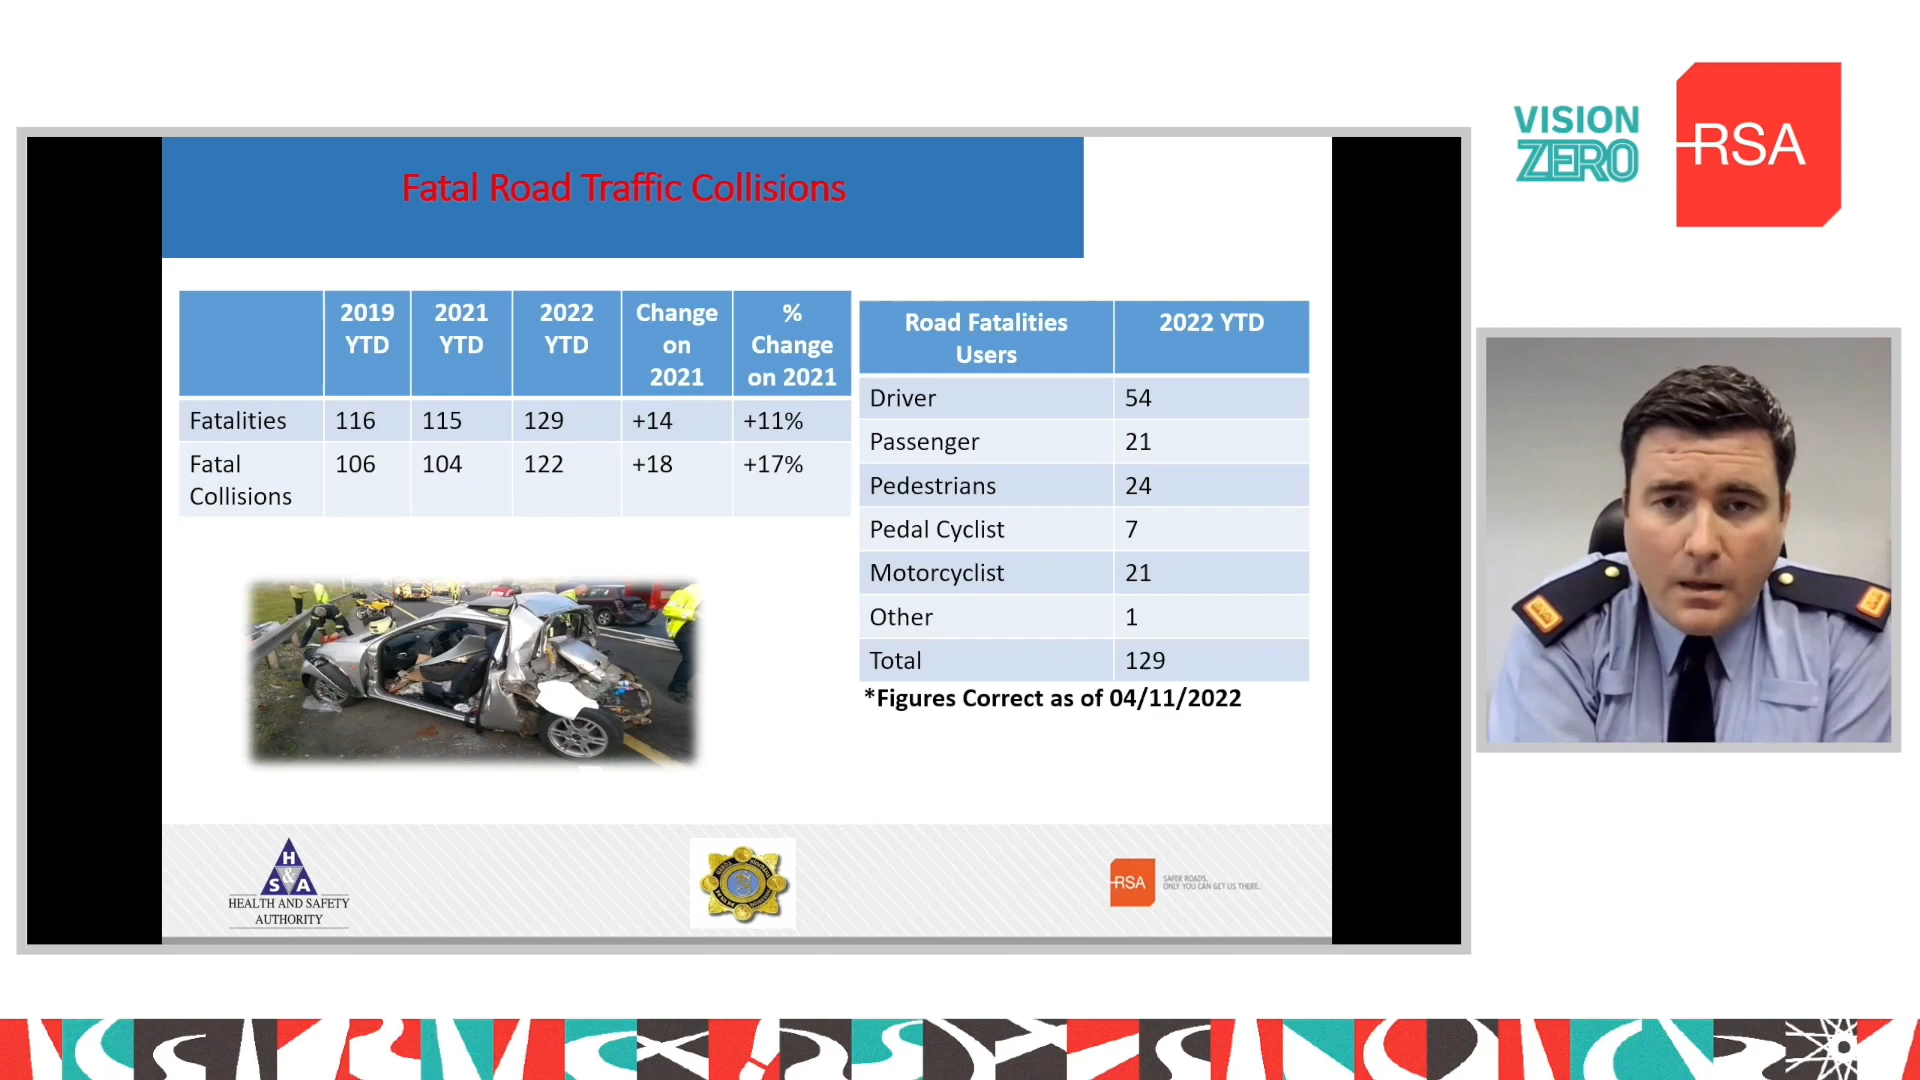 VISION
ZERO
RSA
Fatal Road Traffic Collisions
2019 YTD 2021 YTD 2022 YTD Change on 2021 % Change on 2021
Fatalities 116 115 129 +14 +11%
Fatal Collisions 106 104 122 +18 +17%
Road Fatalities Users 2022 YTD
Driver 54
Passenger 21
Pedestrians 24
Pedal Cyclist 7
Motorcyclist 21
Other 1
Total 129
*Figures Correct as of 04/11/2022
H
S & A
HEALTH AND SAFETY
AUTHORITY
RSA
SAFER ROADS.
ONLY YOU CAN GET US THERE.